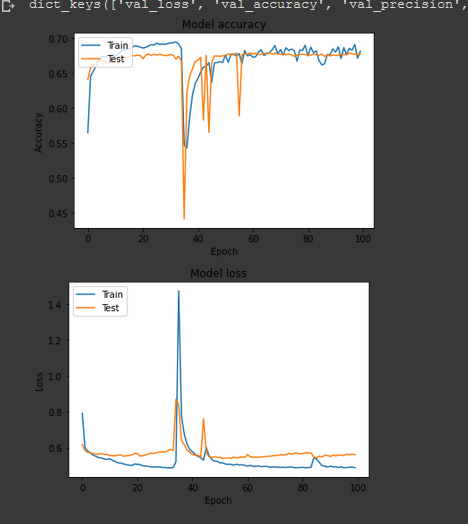 dict_keys(['val_loss', 'val_accuracy', 'val_precision',
Model accuracy
0.70
0.65
0.60
0.55
0.50
0.45
Accuracy
Train
Test
0
20
40
60
80
100
Epoch
Model loss
1.4
1.2
1.0
0.8
0.6
Loss
Train
Test
0
20
40
60
80
100
Epoch